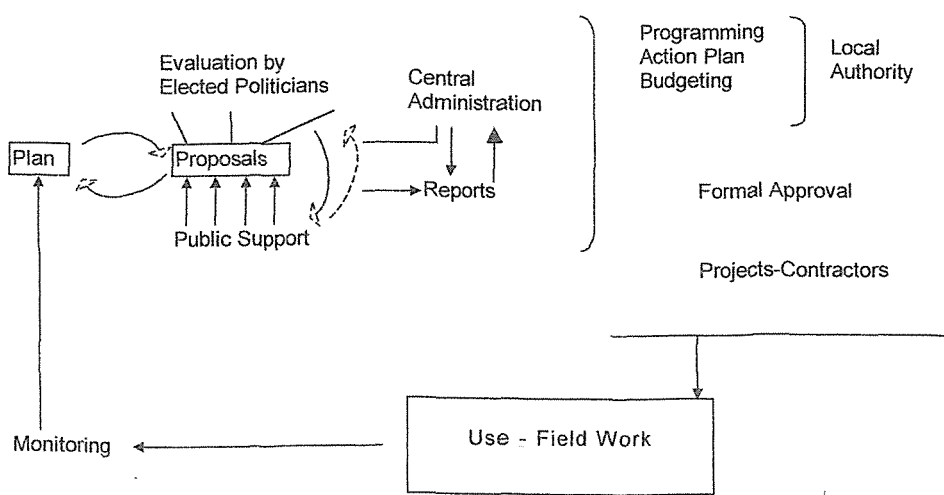 Evaluation by
Elected Politicians
Central
Administration
Programming
Action Plan
Budgeting
Local
Authority
Plan
Proposals
Reports
Public Support
Formal Approval
Projects-Contractors
Use - Field Work
Monitoring